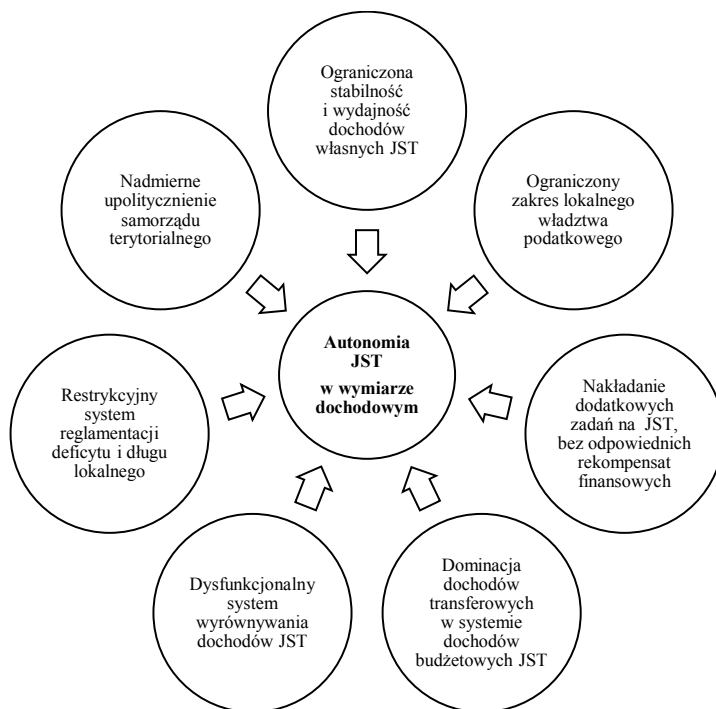 Ograniczona
stabilność
i wydajność
dochodów
własnych JST
Ograniczony
zakres lokalnego
władztwa
podatkowego
Nakładanie
dodatkowych
zadań na JST,
bez odpowiednich
rekompensat
finansowych
Dominacja
dochodów
transferowych
w systemie
dochodów
budżetowych JST
Dysfunkcjonalny
system
wyrównywania
dochodów JST
Restrykcyjny
system
reglamentacji
deficytu i długu
lokalnego
Nadmierne
upolitycznienie
samorządu
terytorialnego
Autonomia
JST
w wymiarze
dochodowym